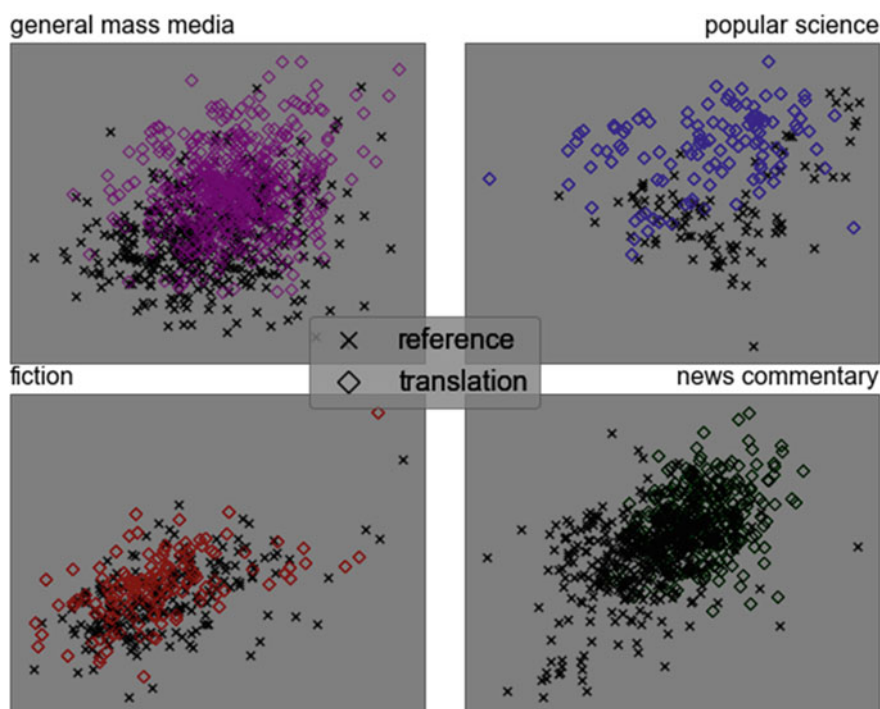 general mass media
popular science
reference
translation
fiction
news commentary